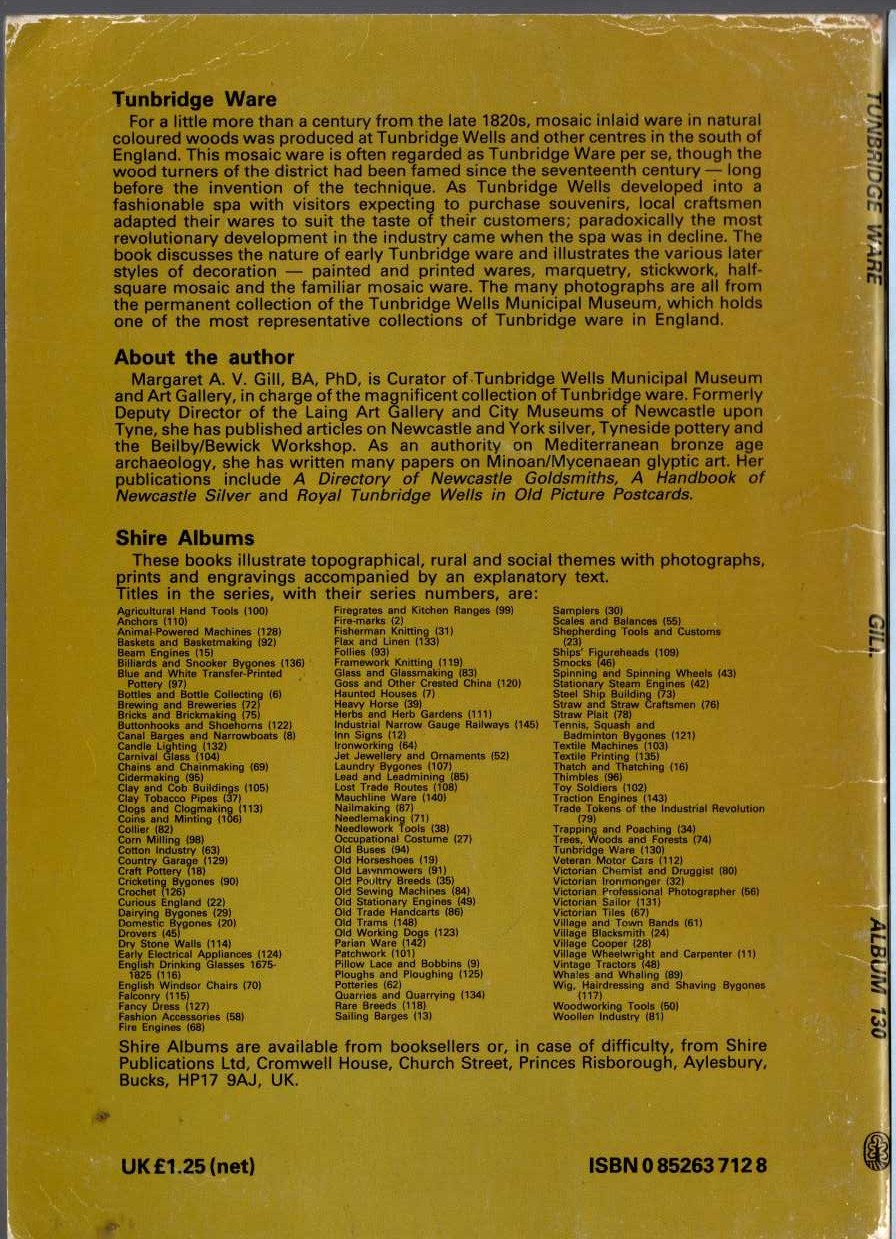 Tunbridge Ware
For a little more than a century from the late 1820s, mosaic inlaid ware in natural
coloured woods was produced at Tunbridge Wells and other centres in the south of
England. This mosaic ware is often regarded as Tunbridge Ware per se, though the
wood turners of the district had been famed since the seventeenth century — long
before the invention of the technique. As Tunbridge Wells developed into a
fashionable spa with visitors expecting to purchase souvenirs, local craftsmen
adapted their wares to suit the taste of their customers; paradoxically the most
revolutionary development in the industry came when the spa was in decline. The
book discusses the nature of early Tunbridge ware and illustrates the various later
styles of decoration — painted and printed wares, marquetry, stickwork, half-
square mosaic and the familiar mosaic ware. The many photographs are all from
the permanent collection of the Tunbridge Wells Municipal Museum, which holds
one of the most representative collections of Tunbridge ware in England.
About the author
Margaret A. V. Gill, BA, PhD, is Curator of Tunbridge Wells Municipal Museum
and Art Gallery, in charge of the magnificent collection of Tunbridge ware. Formerly
Deputy Director of the Laing Art Gallery and City Museums of Newcastle upon
Tyne, she has published articles on Newcastle and York silver, Tyneside pottery and
the Beilby/Bewick Workshop. As an authority on Mediterranean bronze age
archaeology, she has written many papers on Minoan/Mycenaean glyptic art. Her
publications include A Directory of Newcastle Goldsmiths, A Handbook of
Newcastle Silver and Royal Tunbridge Wells in Old Picture Postcards.
Shire Albums
These books illustrate topographical, rural and social themes with photographs,
prints and engravings accompanied by an explanatory text.
Titles in the series, with their series numbers, are:
Agricultural Hand Tools (100)
Anchors (110)
Animal-Powered Machines (128)
Baskets and Basketmaking (92)
Beam Engines (15)
Billiards and Snooker Bygones (136)
Blue and White Transfer-Printed
Pottery (97)
Bottles and Bottle Collecting (6)
Brewing and Breweries (72)
Bricks and Brickmaking (75)
Buttonhooks and Shoehorns (122)
Canal Barges and Narrowboats (8)
Candle Lighting (132)
Carnival Glass (104)
Chains and Chainmaking (69)
Cidermaking (95)
Clay and Cob Buildings (105)
Clay Tobacco Pipes (37)
Clogs and Clogmaking (113)
Coins and Minting (106)
Collier (82)
Corn Milling (98)
Cotton Industry (63)
Country Garage (129)
Craft Pottery (18)
Cricketing Bygones (90)
Crochet (126)
Curious England (22)
Dairying Bygones (29)
Domestic Bygones (20)
Drovers (45)
Dry Stone Walls (114)
Early Electrical Appliances (124)
English Drinking Glasses 1675-
1825 (116)
English Windsor Chairs (70)
Falconry (115)
Fancy Dress (127)
Fashion Accessories (58)
Fire Engines (68)
Firegrates and Kitchen Ranges (99)
Fire-marks (2)
Fisherman Knitting (31)
Flax and Linen (133)
Follies (93)
Framework Knitting (119)
Glass and Glassmaking (83)
Goss and Other Crested China (120)
Haunted Houses (7)
Heavy Horse (39)
Herbs and Herb Gardens (111)
Industrial Narrow Gauge Railways (145)
Inn Signs (12)
Ironworking (64)
Jet Jewellery and Ornaments (52)
Laundry Bygones (107)
Lead and Leadmining (85)
Lost Trade Routes (108)
Mauchline Ware (140)
Nailmaking (87)
Needlemaking (71)
Needlework Tools (38)
Occupational Costume (27)
Old Buses (94)
Old Horseshoes (19)
Old Lawnmowers (91)
Old Poultry Breeds (35)
Old Sewing Machines (84)
Old Stationary Engines (49)
Old Trade Handcarts (86)
Old Trams (148)
Old Working Dogs (123)
Parian Ware (142)
Patchwork (101)
Pillow Lace and Bobbins (9)
Ploughs and Ploughing (125)
Potteries (62)
Quarries and Quarrying (134)
Rare Breeds (118)
Sailing Barges (13)
Samplers (30)
Scales and Balances (55)
Shepherding Tools and Customs
(23)
Ships' Figureheads (109)
Smocks (46)
Spinning and Spinning Wheels (43)
Stationary Steam Engines (42)
Steel Ship Building (73)
Straw and Straw Craftsmen (76)
Straw Plait (78)
Tennis, Squash and
Badminton Bygones (121)
Textile Machines (103)
Textile Printing (135)
Thatch and Thatching (16)
Thimbles (96)
Toy Soldiers (102)
Traction Engines (143)
Trade Tokens of the Industrial Revolution
(79)
Trapping and Poaching (34)
Trees, Woods and Forests (74)
Tunbridge Ware (130)
Veteran Motor Cars (112)
Victorian Chemist and Druggist (80)
Victorian Ironmonger (32)
Victorian Professional Photographer (56)
Victorian Sailor (131)
Victorian Tiles (67)
Village and Town Bands (61)
Village Blacksmith (24)
Village Cooper (28)
Village Wheelwright and Carpenter (11)
Vintage Tractors (48)
Whales and Whaling (89)
Wig, Hairdressing and Shaving Bygones
(117)
Woodworking Tools (50)
Woollen Industry (81)
Shire Albums are available from booksellers or, in case of difficulty, from Shire
Publications Ltd, Cromwell House, Church Street, Princes Risborough, Aylesbury,
Bucks, HP17 9AJ, UK.
UK £1.25 (net)
ISBN 0 85263 712 8
TUNBRIDGE WARE
GILL
ALBUM 130